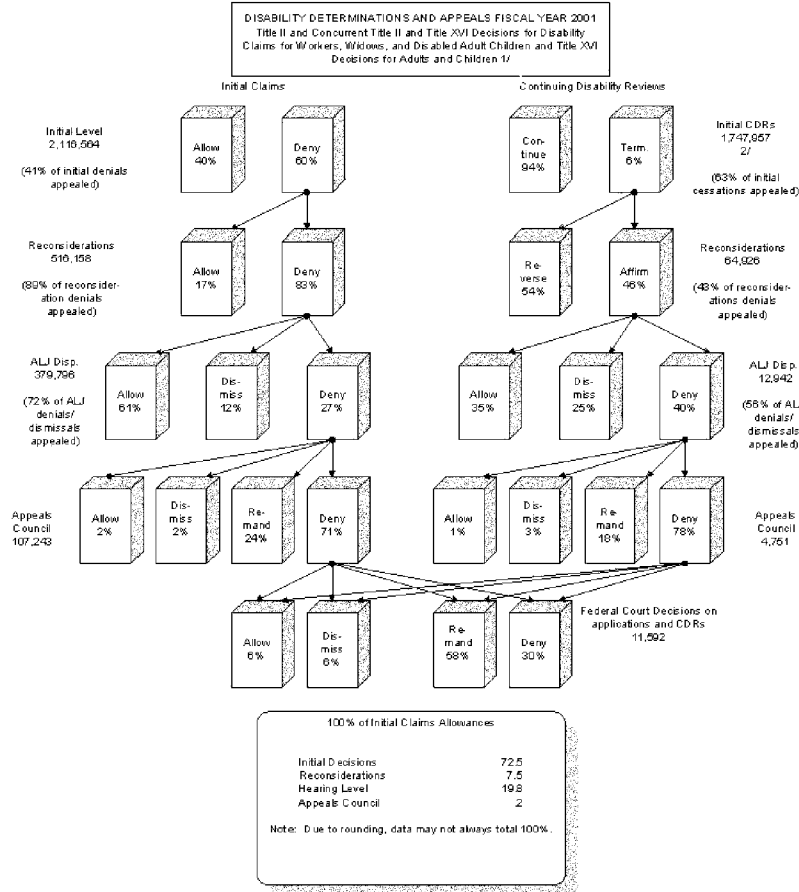 DISABILITY DETERMINATIONS AND APPEALS FISCAL YEAR 2001
Title II and Concurrent Title II and Title XVI Decisions for Disability
Claims for Workers, Widows, and Disabled Adult Children and Title XVI
Decisions for Adults and Children 1/
Initial Claims
Continuing Disability Reviews
Initial Level
2,116,564
(41% of initial denials
appealed)
Allow
40%
Deny
60%
Con-
tinue
94%
Term.
6%
Initial CDRs
1,747,957
2/
(63% of initial
cessations appealed)
Reconsiderations
516,158
(89% of reconsider-
ation denials
appealed)
Allow
17%
Deny
83%
Re-
verse
54%
Affirm
46%
Reconsiderations
64,926
(43% of reconsider-
ations denials
appealed)
ALJ Disp.
379,796
(72% of ALJ
denials/
dismissals
appealed)
Allow
61%
Dis-
miss
12%
Deny
27%
Allow
35%
Dis-
miss
25%
Deny
40%
ALJ Disp.
12,942
(56% of AL
denials/
dismissals
appealed)
Appeals
Council
107,243
Allow
2%
Dis-
miss
2%
Re-
mand
24%
Deny
71%
Allow
1%
Dis-
miss
3%
Re-
mand
18%
Deny
78%
Appeals
Council
4,751
Allow
6%
Dis-
miss
6%
Re-
mand
58%
Deny
30%
Federal Court Decisions on
applications and CDRs
11,592
100% of Initial Claims Allowances
Initial Decisions 72.5
Reconsiderations 7.5
Hearing Level 19.8
Appeals Council .2
Note: Due to rounding, data may not always total 100%.